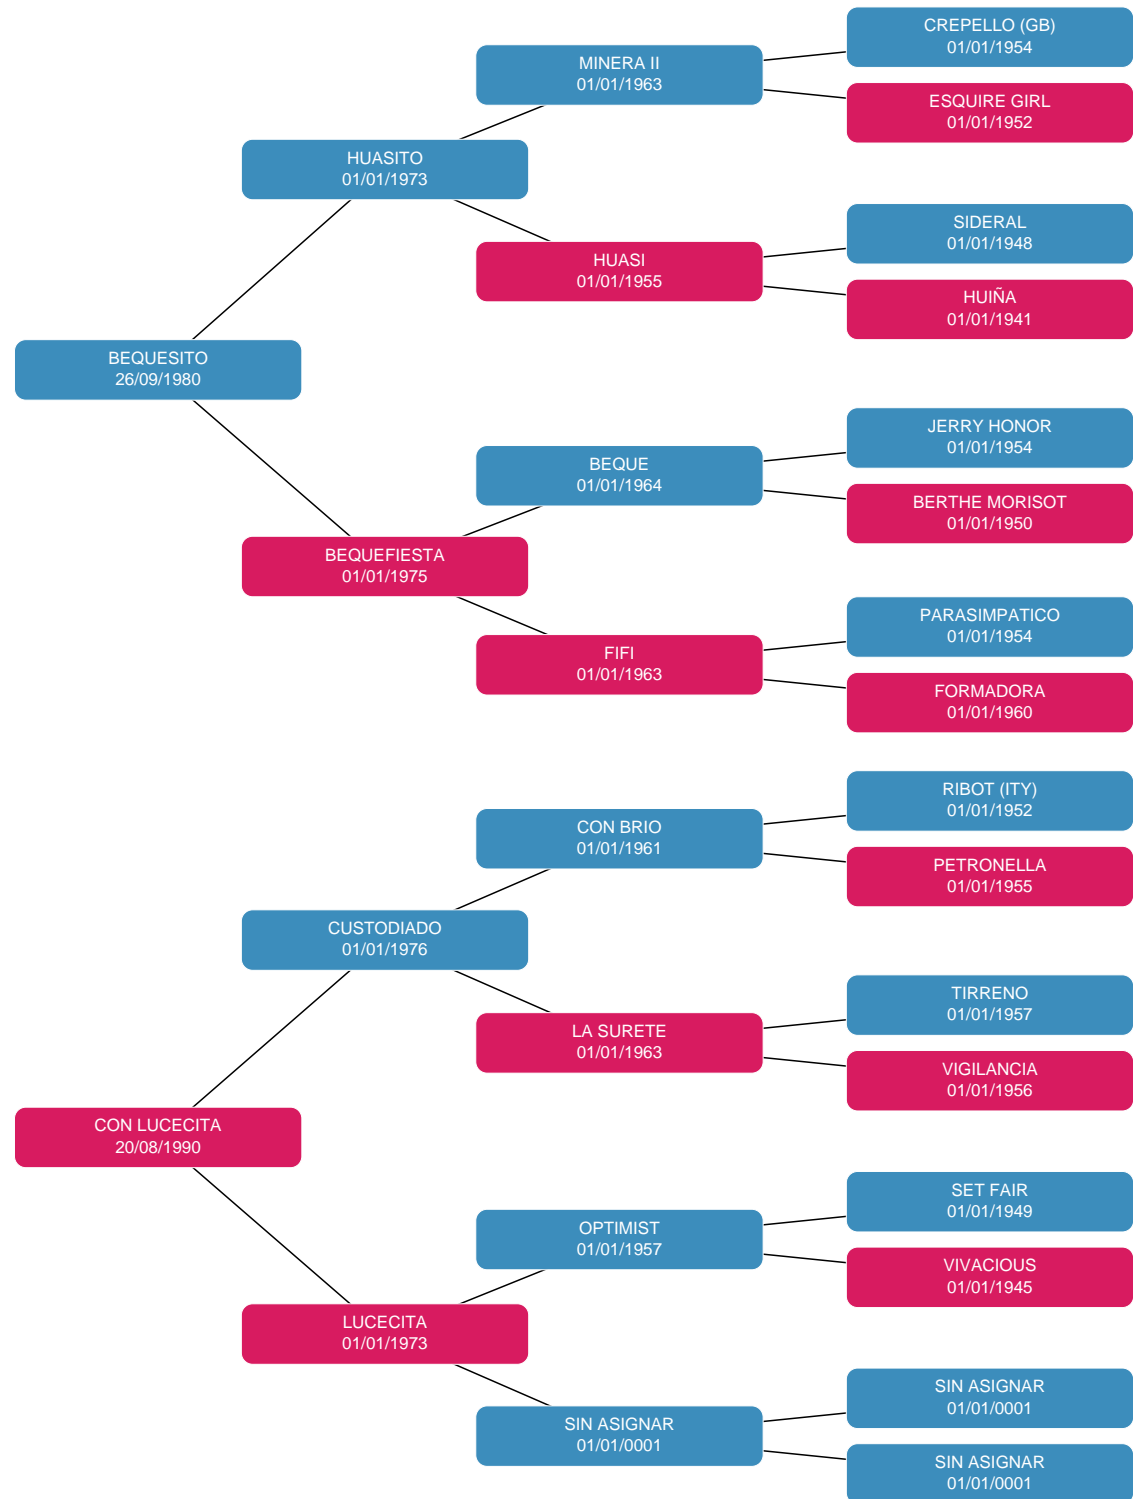 CREPELLO (GB)
01/01/1954
MINERA II
01/01/1963
ESQUIRE GIRL
01/01/1952
HUASITO
01/01/1973
SIDERAL
01/01/1948
HUASI
01/01/1955
HUIÑA
01/01/1941
BEQUESITO
26/09/1980
JERRY HONOR
01/01/1954
BEQUE
01/01/1964
BERTHE MORISOT
01/01/1950
BEQUEFIESTA
01/01/1975
PARASIMPATICO
01/01/1954
FIFI
01/01/1963
FORMADORA
01/01/1960
RIBOT (ITY)
01/01/1952
CON BRIO
01/01/1961
PETRONELLA
01/01/1955
CUSTODIADO
01/01/1976
TIRRENO
01/01/1957
LA SURETE
01/01/1963
VIGILANCIA
01/01/1956
CON LUCECITA
20/08/1990
SET FAIR
01/01/1949
OPTIMIST
01/01/1957
VIVACIOUS
01/01/1945
LUCECITA
01/01/1973
SIN ASIGNAR
01/01/0001
SIN ASIGNAR
01/01/0001
SIN ASIGNAR
01/01/0001